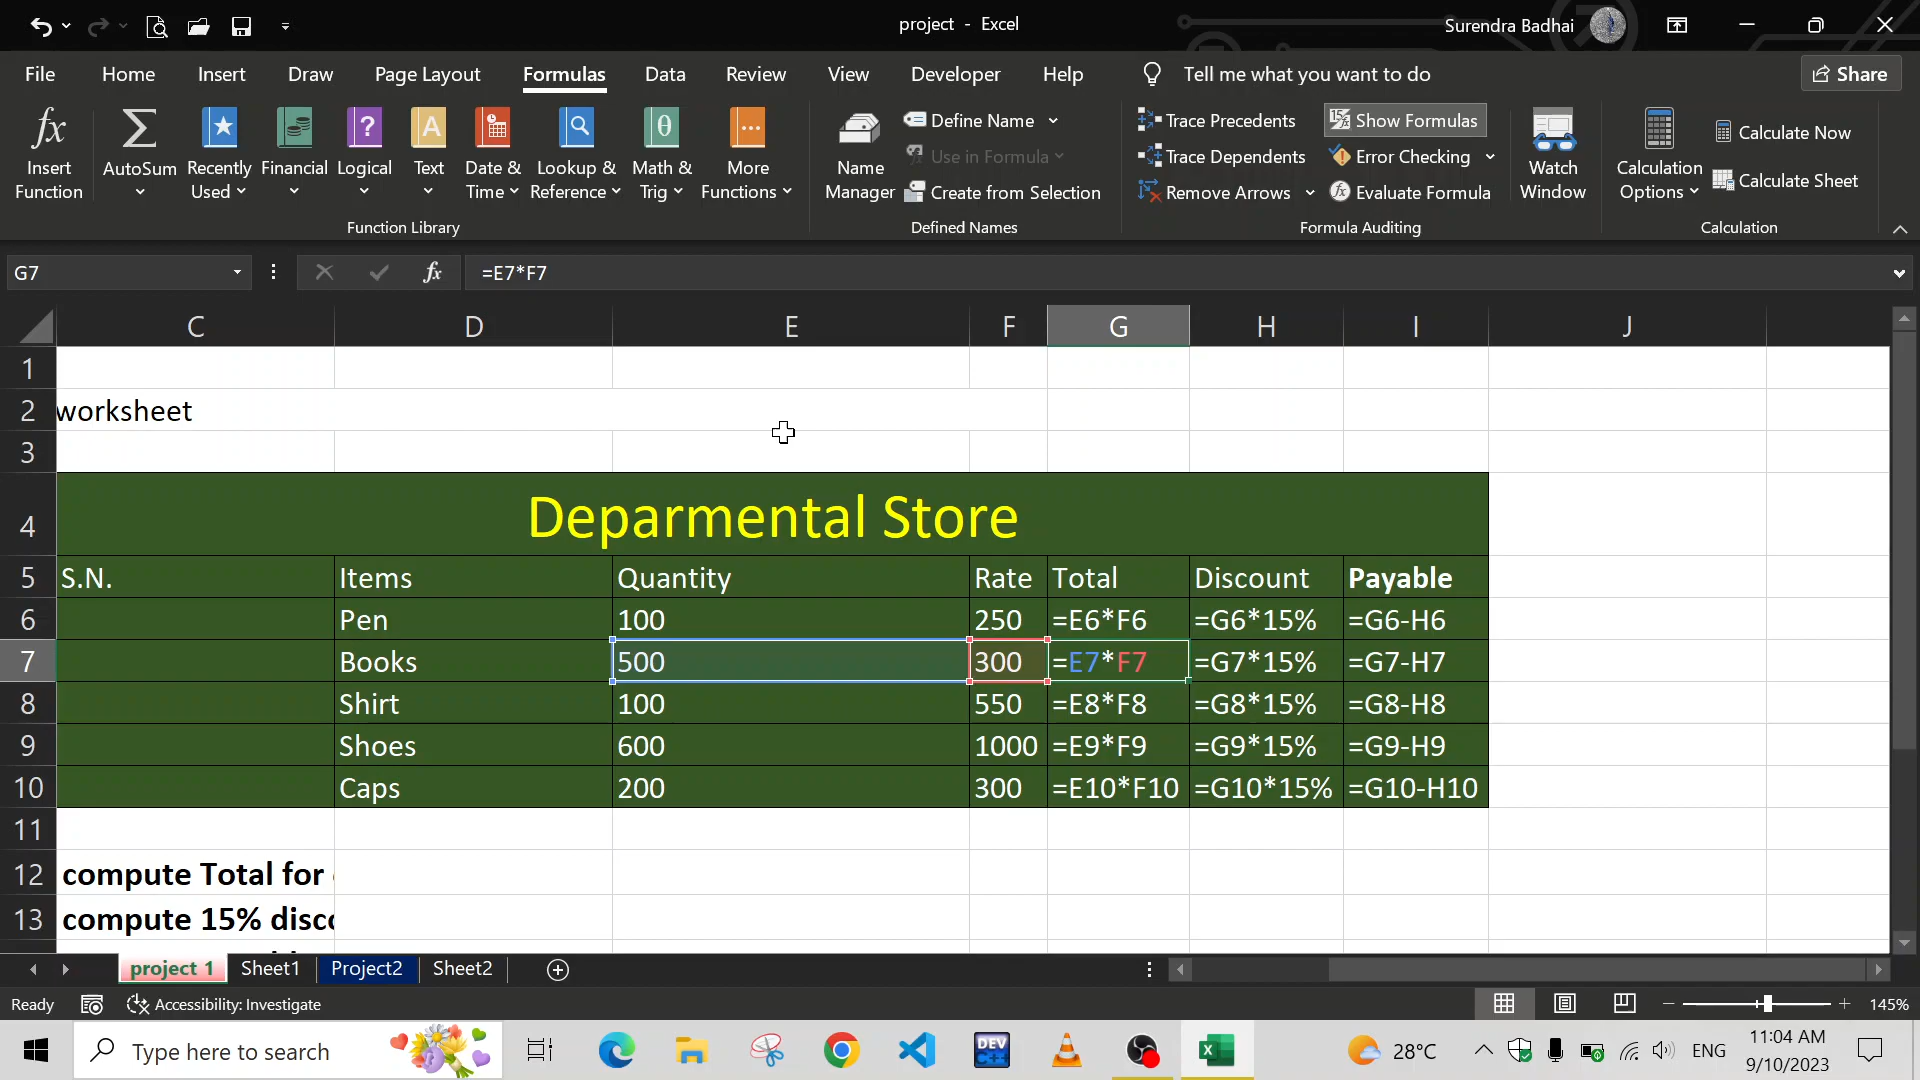 project - Excel
Surendra Badhai
File Home Insert Draw Page Layout Formulas Data Review View Developer Help Tell me what you want to do Share
Insert Function
AutoSum
Recently Used
Financial
Logical
Text
Date & Time
Lookup & Reference
Math & Trig
More Functions
Function Library
Name Manager
Define Name
Use in Formula
Create from Selection
Defined Names
Trace Precedents
Trace Dependents
Remove Arrows
Show Formulas
Error Checking
Evaluate Formula
Formula Auditing
Watch Window
Calculation Options
Calculate Now
Calculate Sheet
Calculation
G7 fx =E7*F7
C D E F G H I J
1
2 worksheet
3
4 Deparmental Store
5 S.N. Items Quantity Rate Total Discount Payable
6 Pen 100 250 =E6*F6 =G6*15% =G6-H6
7 Books 500 300 =E7*F7 =G7*15% =G7-H7
8 Shirt 100 550 =E8*F8 =G8*15% =G8-H8
9 Shoes 600 1000 =E9*F9 =G9*15% =G9-H9
10 Caps 200 300 =E10*F10 =G10*15% =G10-H10
11
12 compute Total for
13 compute 15% disco
project 1 Sheet1 Project2 Sheet2
Ready Accessibility: Investigate 145%
Type here to search
DEV C++
28°C ENG
11:04 AM
9/10/2023